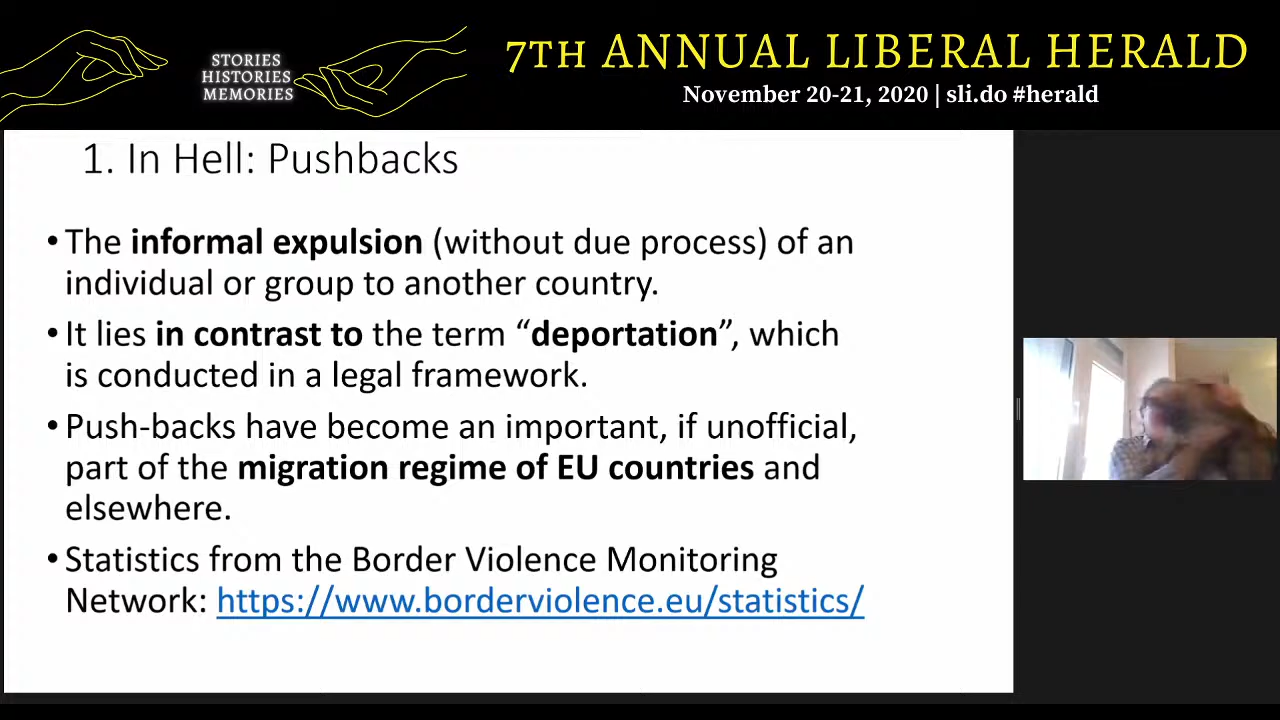 STORIES
HISTORIES
MEMORIES
7TH ANNUAL LIBERAL HERALD
November 20-21, 2020 | sli.do #herald
1. In Hell: Pushbacks
•The informal expulsion (without due process) of an
individual or group to another country.
•It lies in contrast to the term “deportation”, which
is conducted in a legal framework.
•Push-backs have become an important, if unofficial,
part of the migration regime of EU countries and
elsewhere.
•Statistics from the Border Violence Monitoring
Network: https://www.borderviolence.eu/statistics/